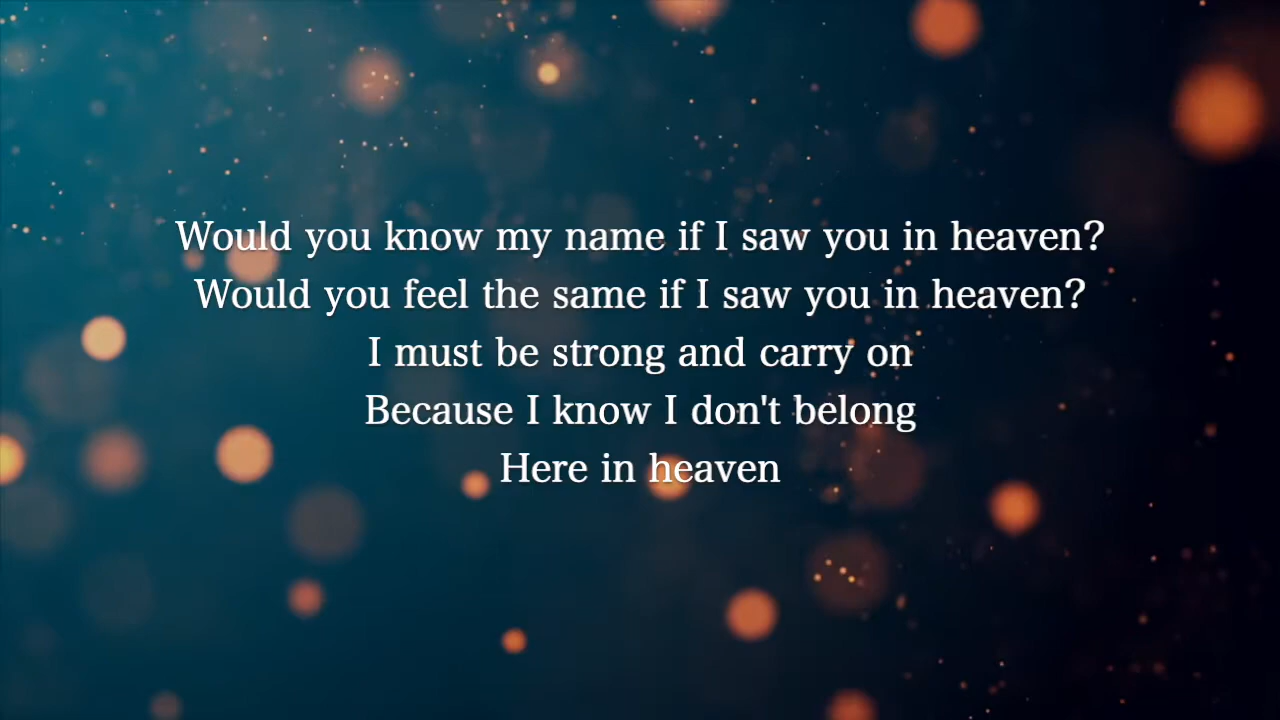 Would you know my name if I saw you in heaven?
Would you feel the same if I saw you in heaven?
I must be strong and carry on
Because I know I don't belong
Here in heaven